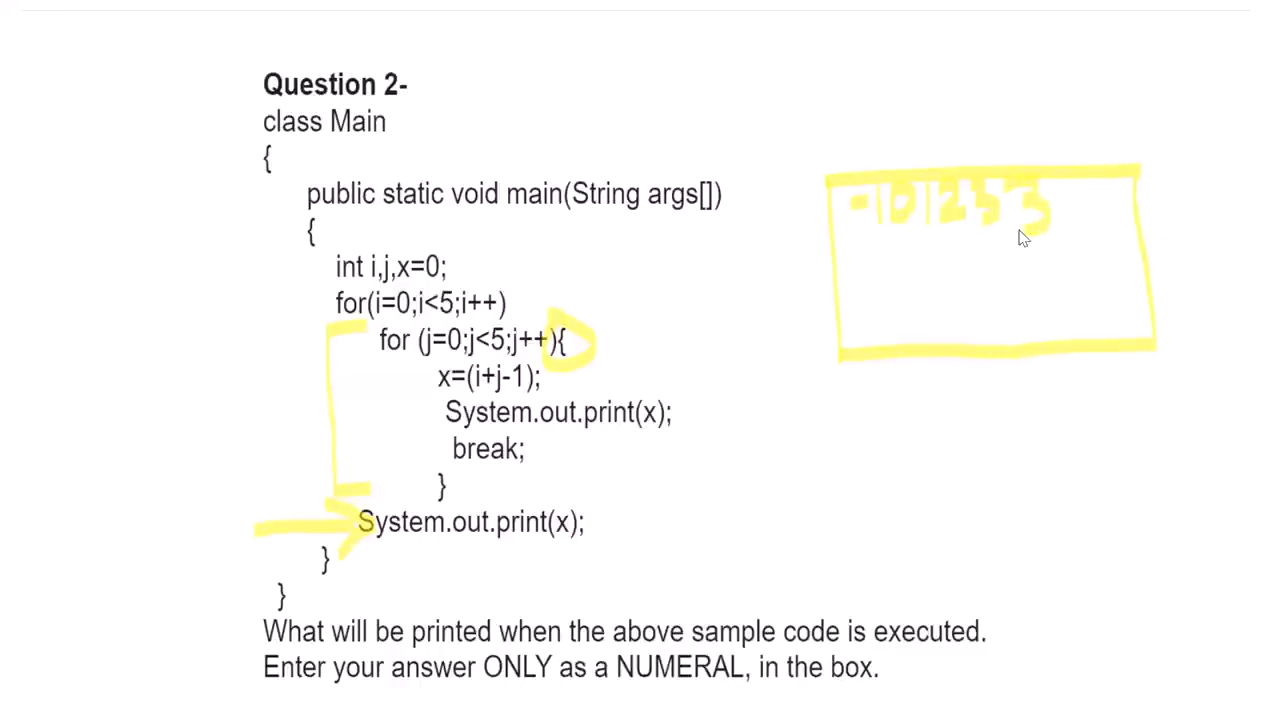 Question 2-
class Main
{
public static void main(String args[])
{
int i,j,x=0;
for(i=0;i<5;i++)
for (j=0;j<5;j++){
x=(i+j-1);
System.out.print(x);
break;
}
System.out.print(x);
}
}
What will be printed when the above sample code is executed.
Enter your answer ONLY as a NUMERAL, in the box.
-101233